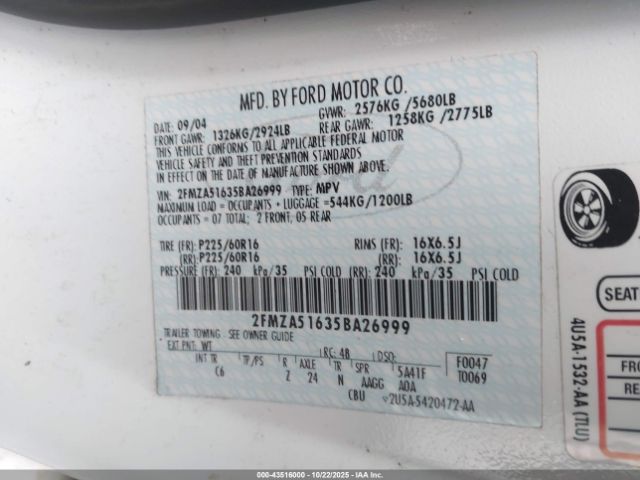 MFD. BY FORD MOTOR CO.
DATE: 09/04 GVWR: 2576KG /5680LB
FRONT GAWR: 1326KG/2924LB REAR GAWR: 1258KG /2775LB
THIS VEHICLE CONFORMS TO ALL APPLICABLE FEDERAL MOTOR
VEHICLE SAFETY AND THEFT PREVENTION STANDARDS
IN EFFECT ON THE DATE OF MANUFACTURE SHOWN ABOVE.
VIN: 2FMZA51635BA26999 TYPE: MPV
MAXIMUM LOAD = OCCUPANTS + LUGGAGE =544KG/1200LB
OCCUPANTS = 07 TOTAL: 2 FRONT, 05 REAR
TIRE (FR): P225/60R16 RIMS (FR): 16X6.5J
(RR): P225/60R16 (RR): 16X6.5J
PRESSURE (FR): 240 kPa/35 PSI COLD (RR): 240 kPa/35 PSI COLD
2FMZA51635BA26999
TRAILER TOWING: SEE OWNER GUIDE
EXT PNT: WT RC: 48 DSO: F0047
INT TR TP/PS R AXLE TR SPR 5A41F T0069
C6 Z 24 N AAGG AOA
CBU 2U5A-5420472-AA
SEAT
4U5A-1532-AA (TLU)
FRO
Ford
00-43516000 10/22/2025 IAA Inc.